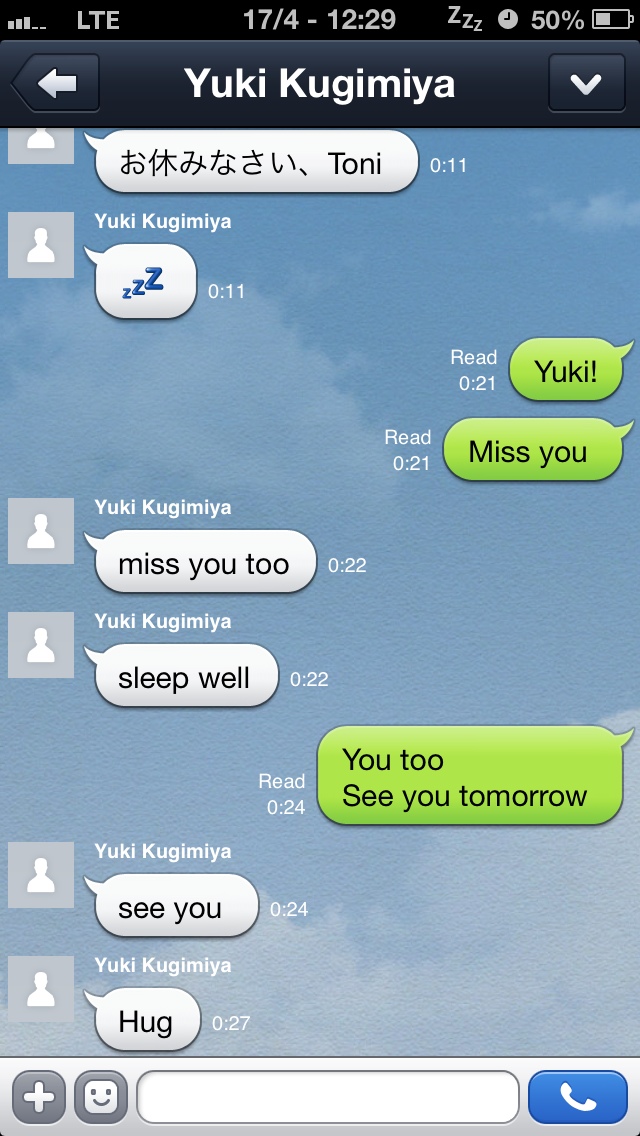 LTE 17/4 - 12:29 ZZZ 50%
Yuki Kugimiya
お休みなさい、Toni 0:11
Yuki Kugimiya
zzZ 0:11
Read
0:21
Yuki!
Read
0:21
Miss you
Yuki Kugimiya
miss you too 0:22
Yuki Kugimiya
sleep well 0:22
You too
See you tomorrow
Read
0:24
Yuki Kugimiya
see you 0:24
Yuki Kugimiya
Hug 0:27